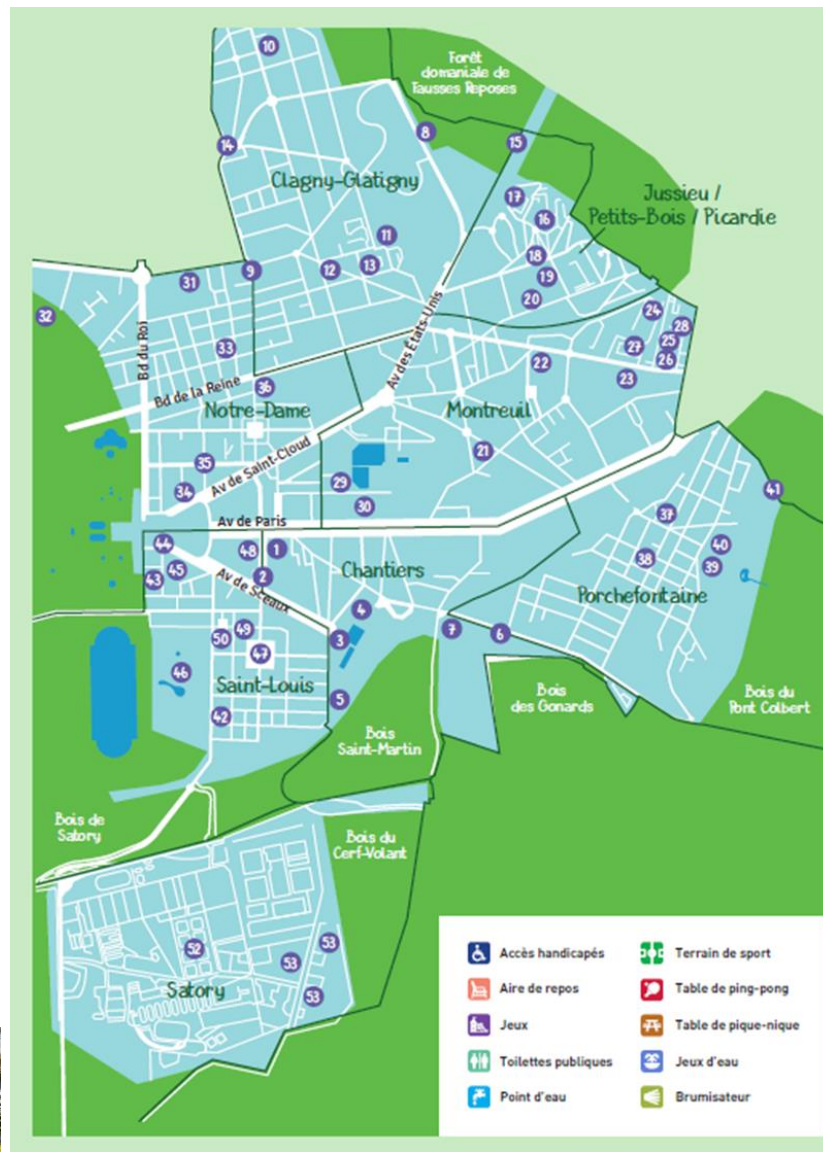 10
Forêt
domaniale de
Fausses Reposes
8
14
15
Clagny-Glatigny
17
Jussieu /
Petits-Bois / Picardie
16
11
18
9
12
13
19
31
20
32
Bd du Roi
Av des États-Unis
24
28
33
27
25
26
22
23
36
Bd de la Reine
Notre-Dame
Montreuil
21
35
Av de Saint-Cloud
34
29
30
41
37
Av de Paris
44
48
1
40
38
39
43
45
2
Av de Sceaux
Chantiers
Porchefontaine
4
50
49
3
7
6
47
46
Saint-Louis
5
42
Bois
des Gonards
Bois du
Pont Colbert
Bois
Saint-Martin
Bois de
Satory
Bois du
Cerf-Volant
52
53
53
53
Satory
Accès handicapés
Aire de repos
Jeux
Toilettes publiques
Point d'eau
Terrain de sport
Table de ping-pong
Table de pique-nique
Jeux d'eau
Brumisateur